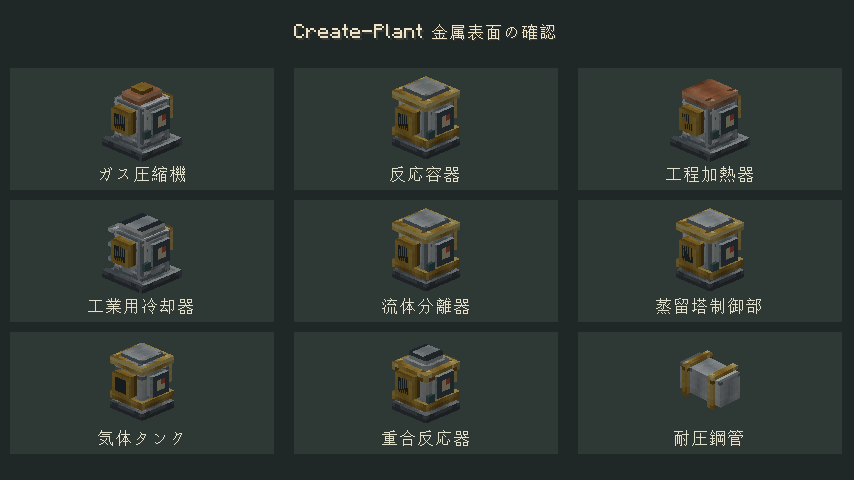 Create-Plant 金属表面の確認
ガス圧縮機
反応容器
工程加熱器
工業用冷却器
流体分離器
蒸留塔制御部
気体タンク
重合反応器
耐圧鋼管